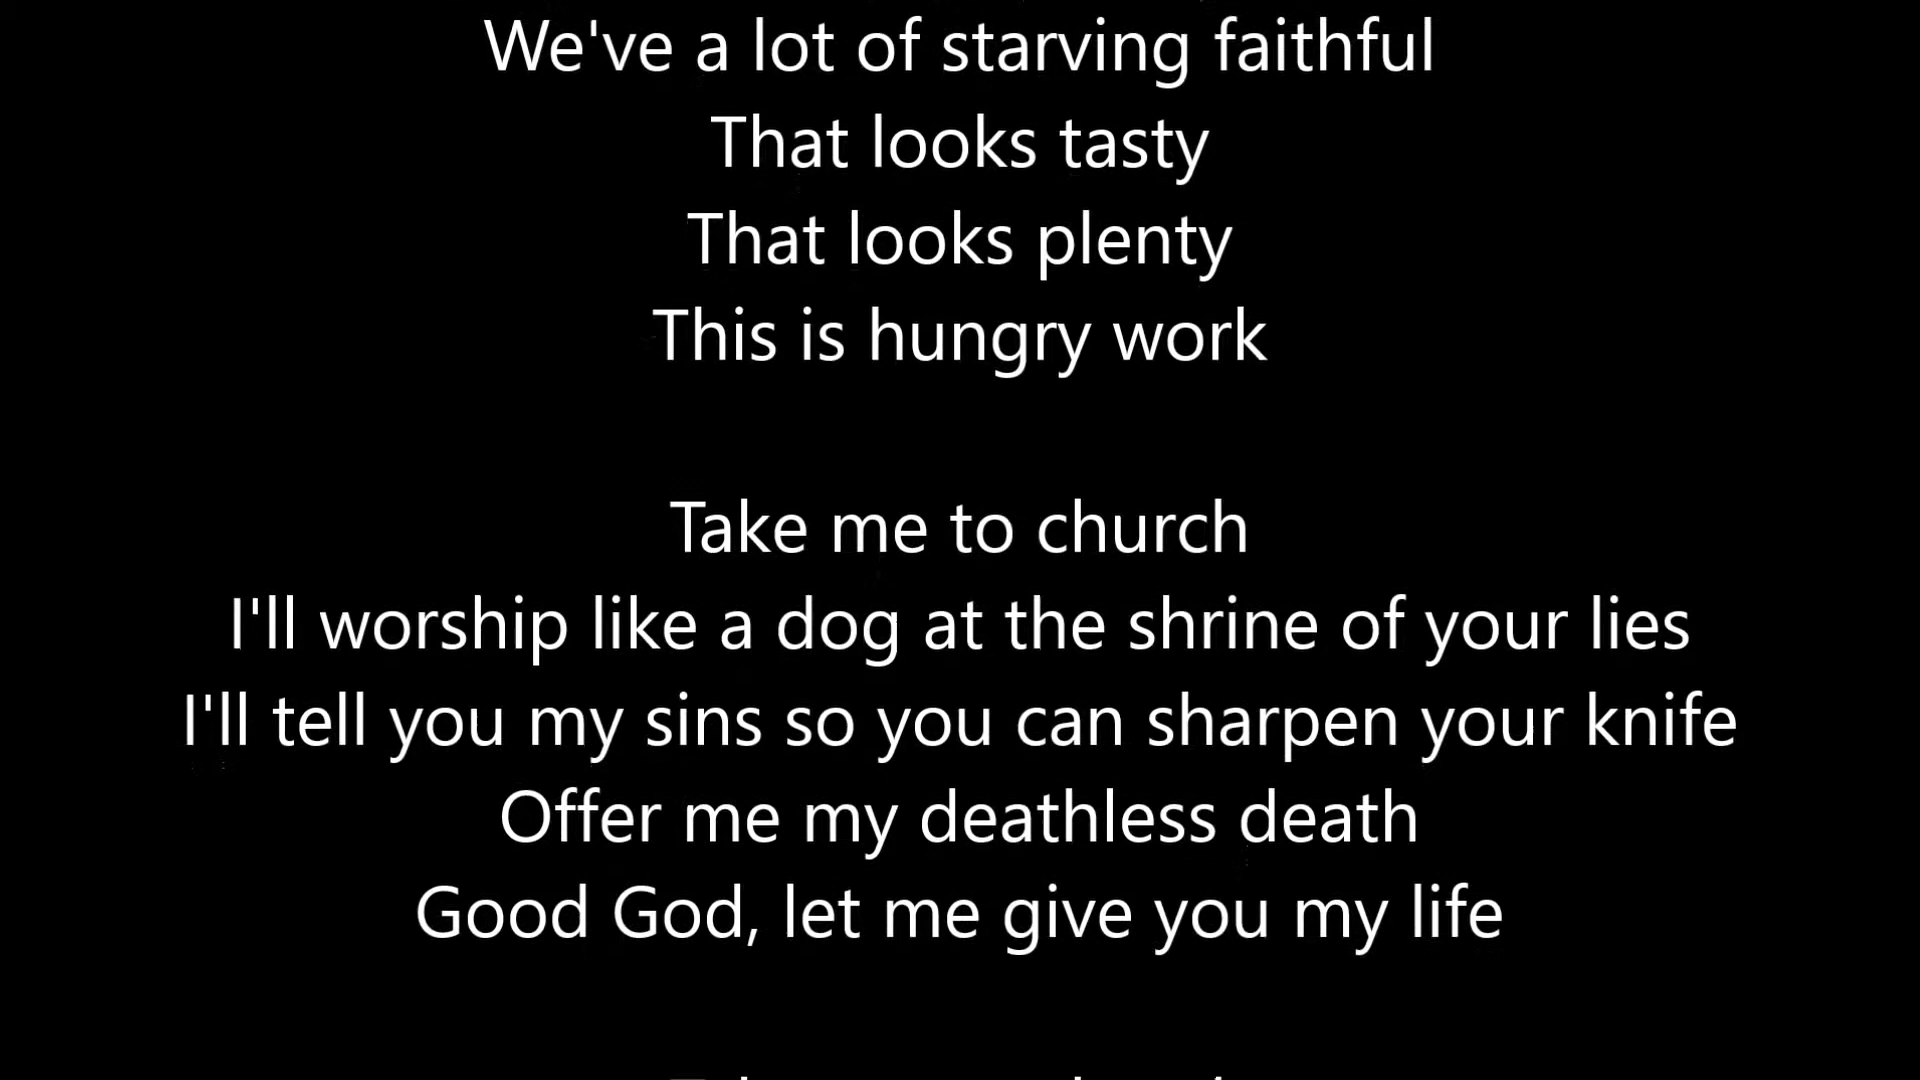 We've a lot of starving faithful
That looks tasty
That looks plenty
This is hungry work
Take me to church
I'll worship like a dog at the shrine of your lies
I'll tell you my sins so you can sharpen your knife
Offer me my deathless death
Good God, let me give you my life